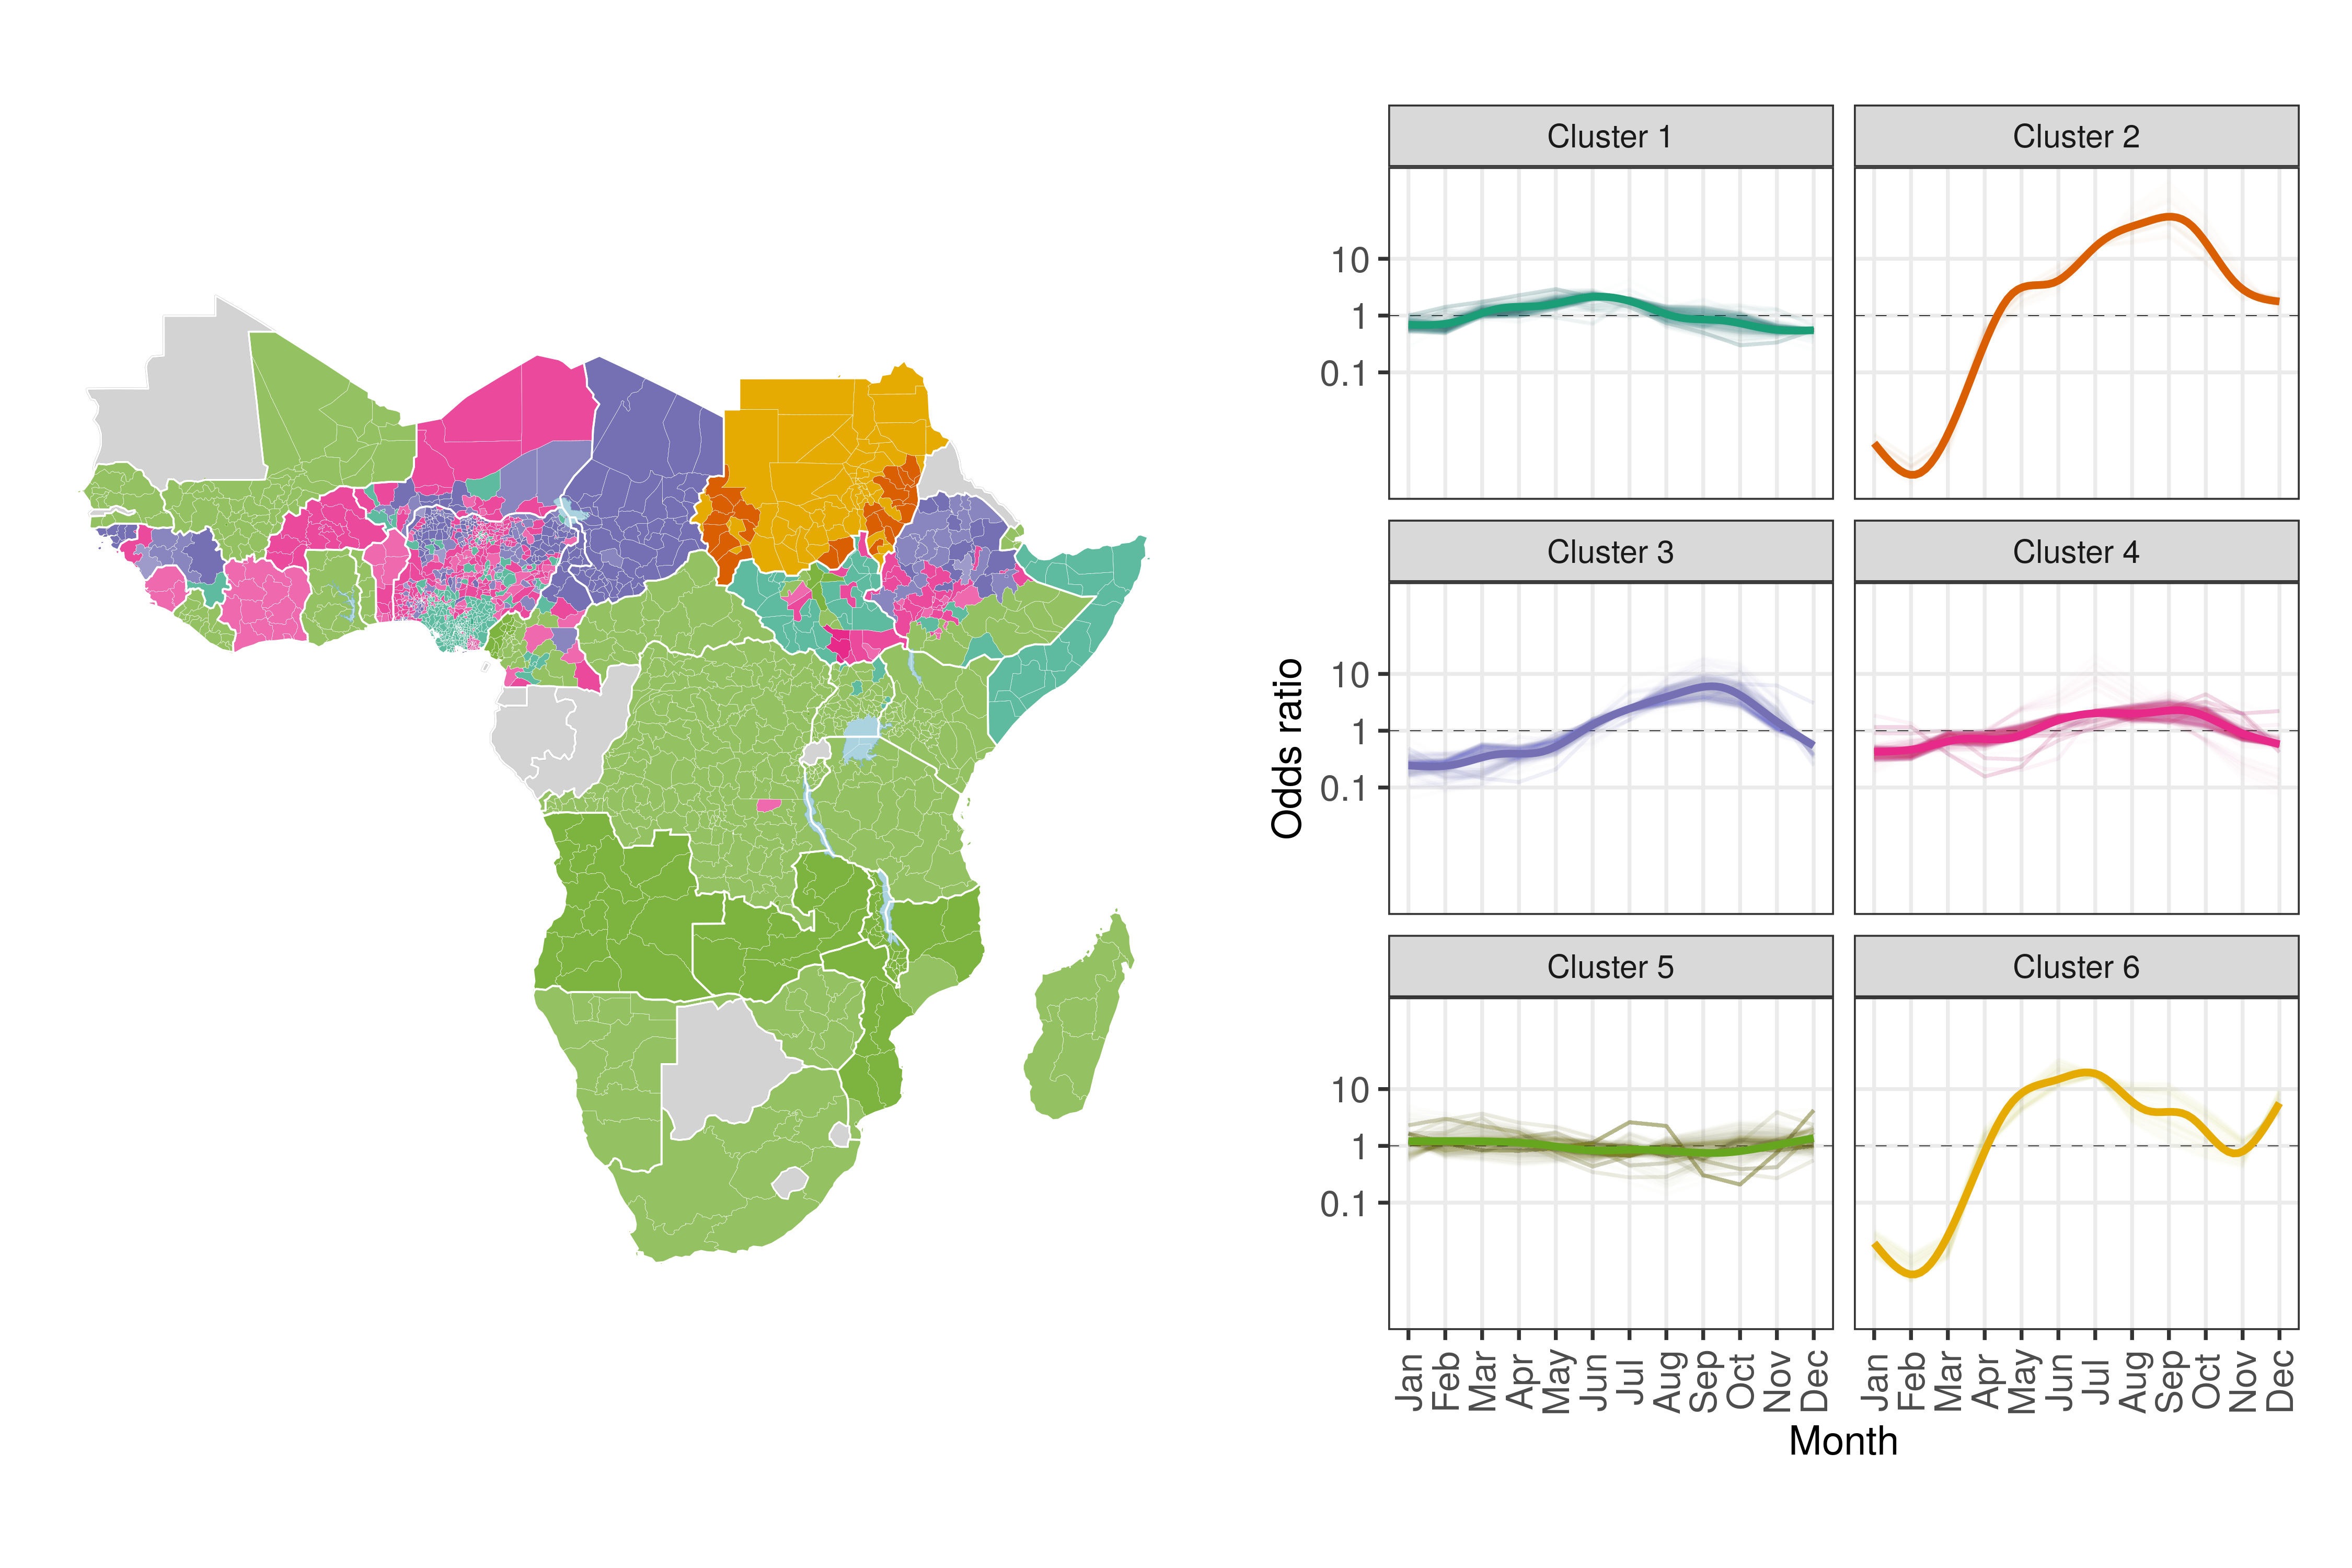 Cluster 1
Cluster 2
10
1
0.1
Cluster 3
Cluster 4
10
1
0.1
Cluster 5
Cluster 6
10
1
0.1
Odds ratio
Jan Feb Mar Apr May Jun Jul Aug Sep Oct Nov Dec
Jan Feb Mar Apr May Jun Jul Aug Sep Oct Nov Dec
Month